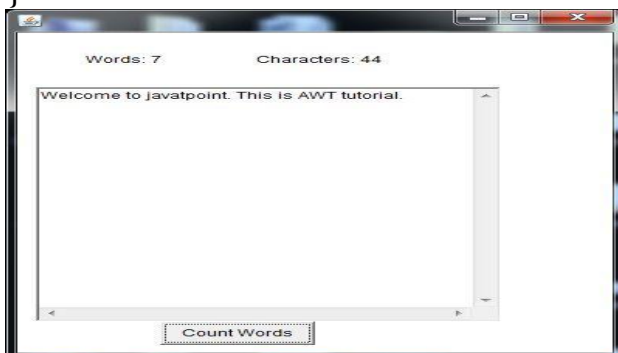 }
Words: 7 Characters: 44
Welcome to javatpoint. This is AWT tutorial.
Count Words